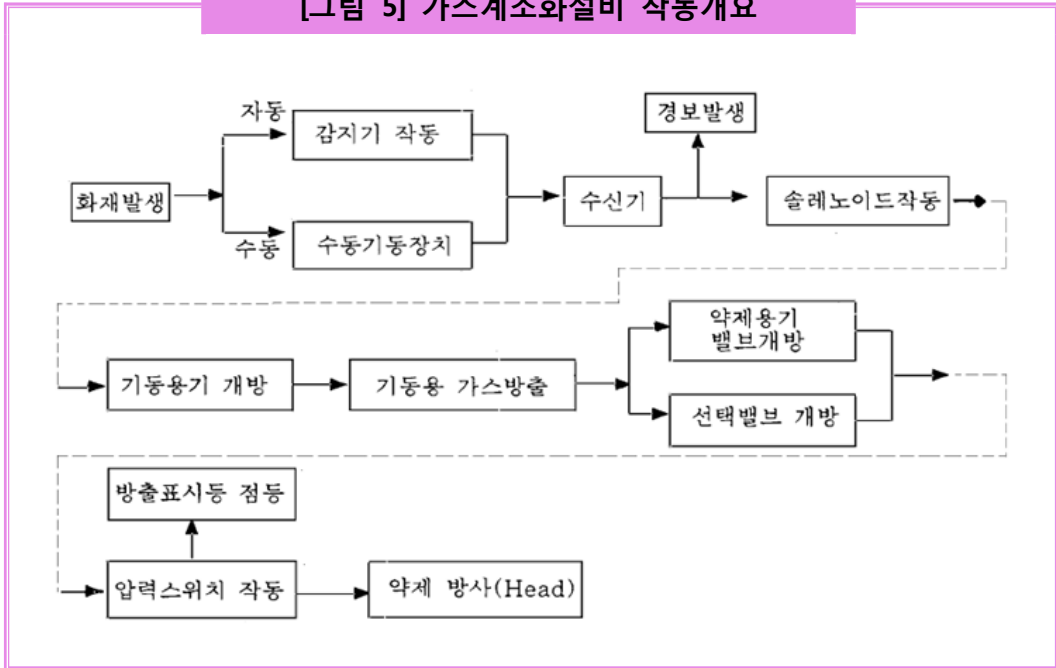 [그림 5] 가스계소화설비 작동개요
자동
감지기 작동
경보발생
화재발생
수신기
솔레노이드작동
수동
수동기동장치
약제용기
밸브개방
기동용기 개방
기동용 가스방출
선택밸브 개방
방출표시등 점등
압력스위치 작동
약제 방사(Head)